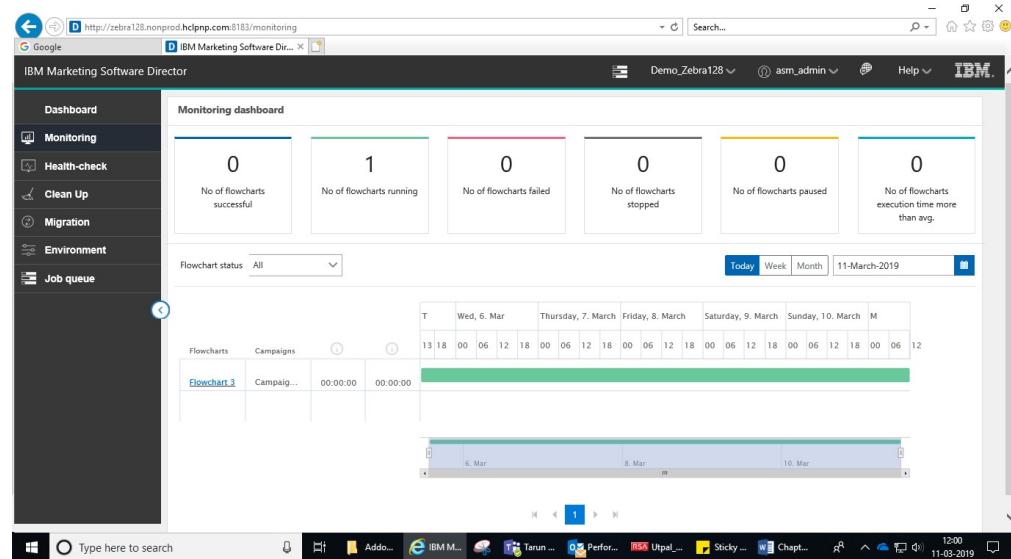 http://zebra128.nonprod.hclpnp.com:8183/monitoring
Search...
Google
IBM Marketing Software Dir...
IBM Marketing Software Director
Demo_Zebra128
asm_admin
Help
IBM.
Dashboard
Monitoring
Health-check
Clean Up
Migration
Environment
Job queue
Monitoring dashboard
0
No of flowcharts
successful
1
No of flowcharts running
0
No of flowcharts failed
0
No of flowcharts
stopped
0
No of flowcharts paused
0
No of flowcharts
execution time more
than avg.
Flowchart status All
Today Week Month 11-March-2019
T Wed, 6. Mar Thursday, 7. March Friday, 8. March Saturday, 9. March Sunday, 10. March M
Flowcharts Campaigns 13 18 00 06 12 18 00 06 12 18 00 06 12 18 00 06 12 18 00 06 12 18 00 06 12
Flowchart 3 Campaig... 00:00:00 00:00:00
6. Mar 8. Mar 10. Mar
1
Type here to search
Addo...
IBM M...
Tarun ...
Perfor...
RSA Utpal_...
Sticky ...
Chapt...
12:00
11-03-2019